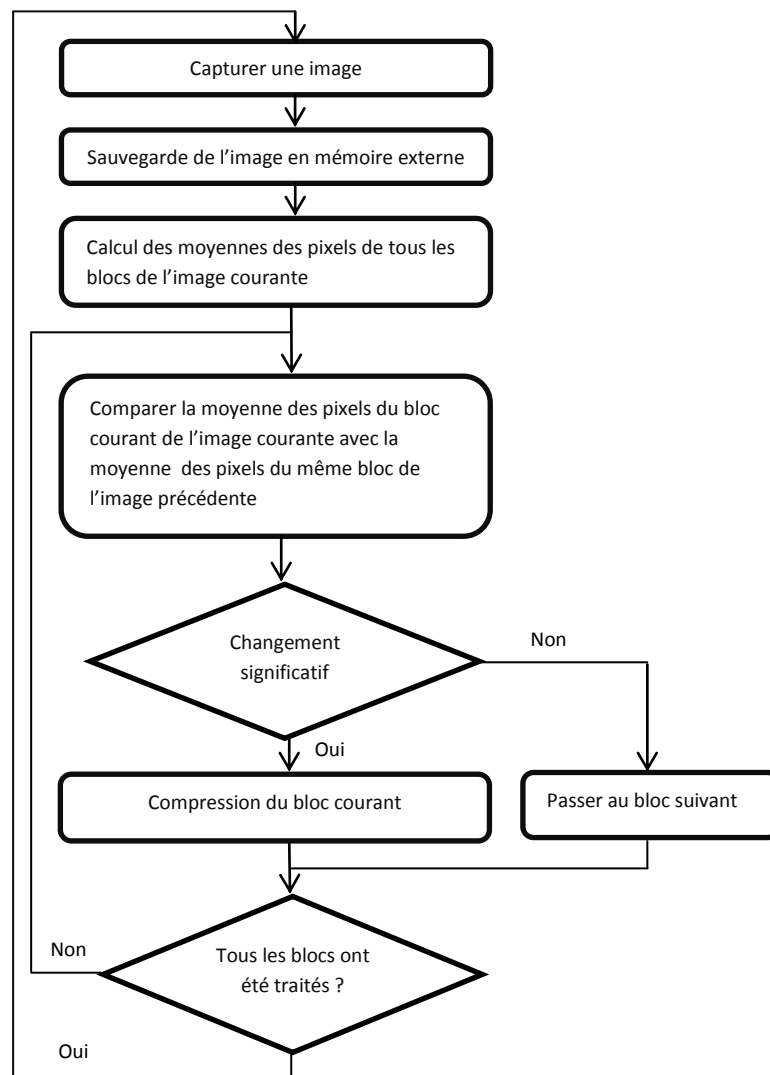 Capturer une image
Sauvegarde de l’image en mémoire externe
Calcul des moyennes des pixels de tous les
blocs de l’image courante
Comparer la moyenne des pixels du bloc
courant de l’image courante avec la
moyenne des pixels du même bloc de
l’image précédente
Changement
significatif
Non
Oui
Compression du bloc courant
Passer au bloc suivant
Tous les blocs ont
été traités ?
Non
Oui